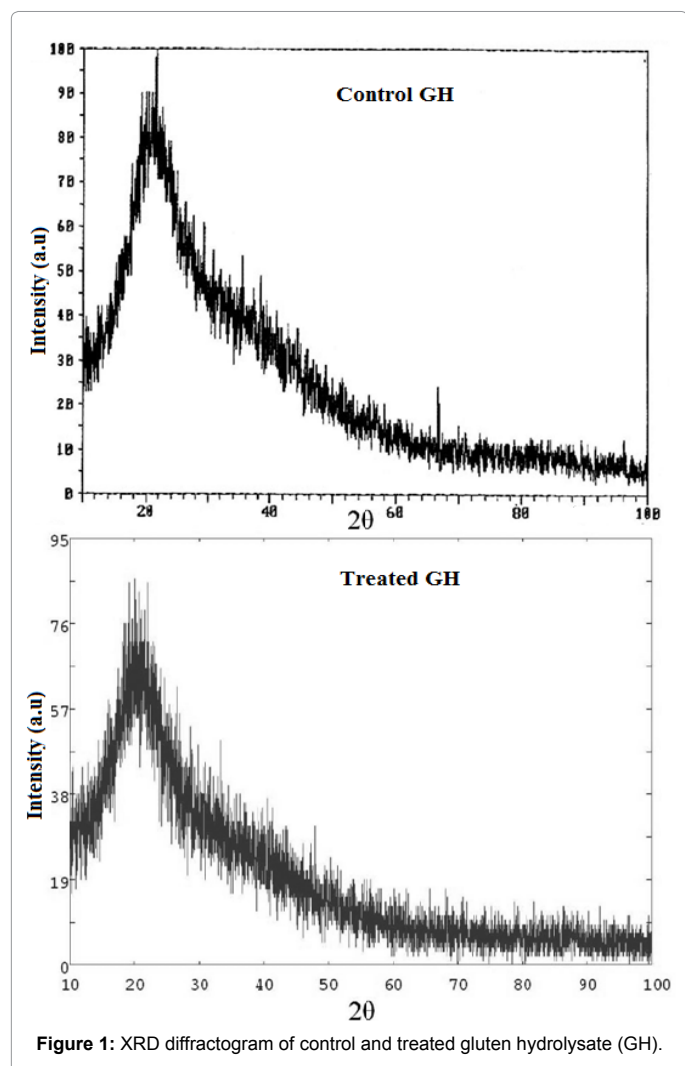 100
90
80
70
60
50
40
30
20
10
0
Intensity (a.u)
Control GH
20 40 60 80 100
2θ
95
76
57
38
19
0
Intensity (a.u)
Treated GH
10 20 30 40 50 60 70 80 90 100
2θ
Figure 1: XRD diffractogram of control and treated gluten hydrolysate (GH).